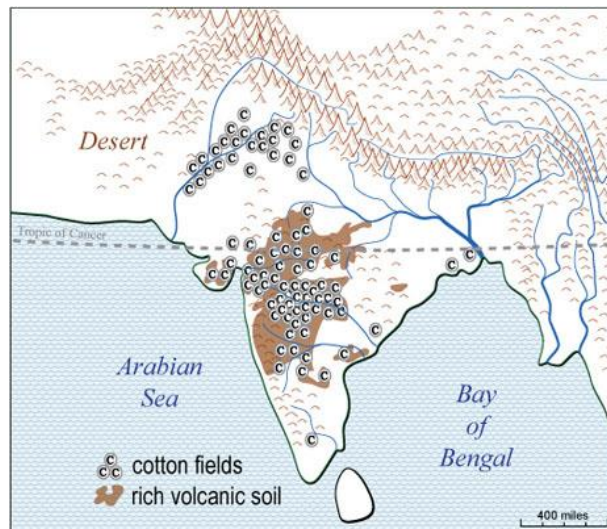 Desert
Tropic of Cancer
Arabian
Sea
Bay
of
Bengal
C
C C
cotton fields
rich volcanic soil
400 miles